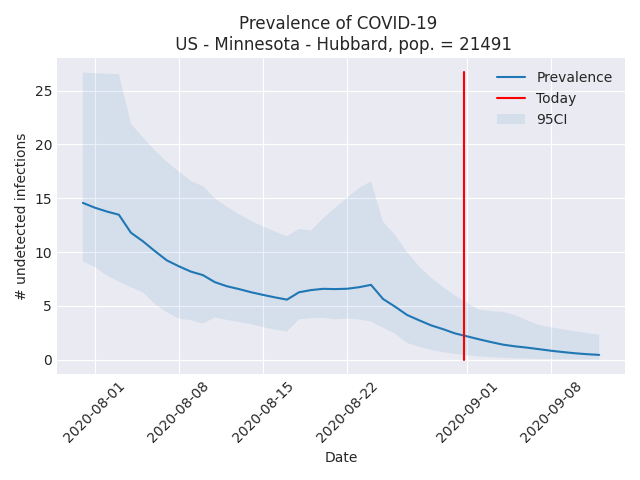 Prevalence of COVID-19
US - Minnesota - Hubbard, pop. = 21491
Prevalence
Today
95CI
# undetected infections
25
20
15
10
5
0
2020-08-01
2020-08-08
2020-08-15
2020-08-22
2020-09-01
2020-09-08
Date